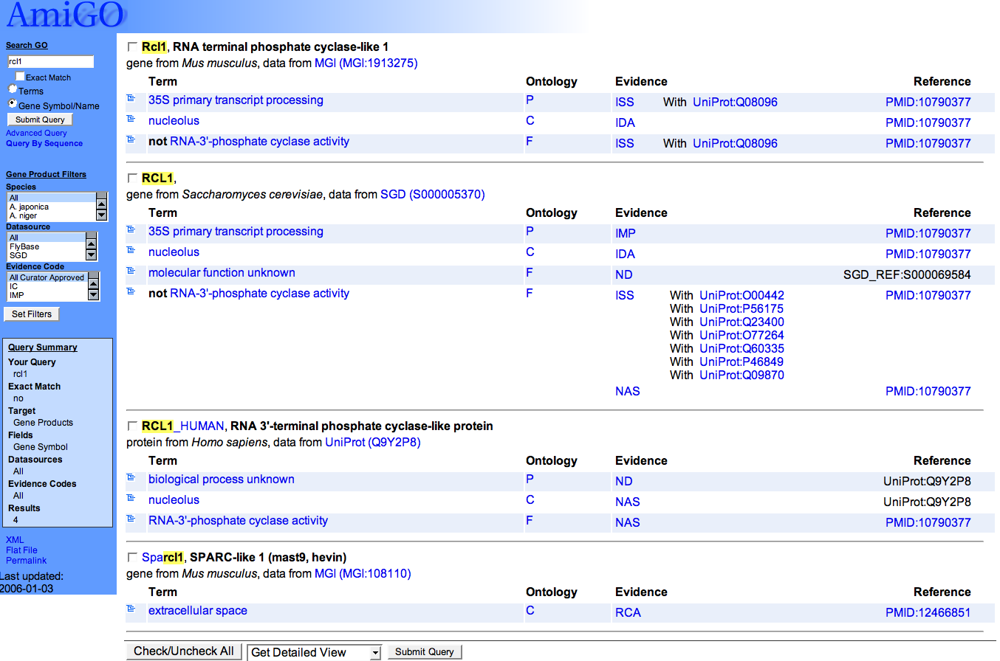 AmiGO
Search GO
rcl1
Exact Match
Terms
Gene Symbol/Name
Submit Query
Advanced Query
Query By Sequence
Gene Product Filters
Species
All
A. japonica
A. niger
Datasource
All
FlyBase
SGD
Evidence Code
All Curator Approved
IC
IMP
Set Filters
Query Summary
Your Query
rcl1
Exact Match
no
Target
Gene Products
Fields
Gene Symbol
Datasources
All
Evidence Codes
All
Results
4
XML
Flat File
Permalink
Last updated:
2006-01-03
Rcl1, RNA terminal phosphate cyclase-like 1
gene from Mus musculus, data from MGI (MGI:1913275)
Term Ontology Evidence Reference
35S primary transcript processing P ISS With UniProt:Q08096 PMID:10790377
nucleolus C IDA PMID:10790377
not RNA-3'-phosphate cyclase activity F ISS With UniProt:Q08096 PMID:10790377
RCL1,
gene from Saccharomyces cerevisiae, data from SGD (S000005370)
Term Ontology Evidence Reference
35S primary transcript processing P IMP PMID:10790377
nucleolus C IDA PMID:10790377
molecular function unknown F ND SGD_REF:S000069584
not RNA-3'-phosphate cyclase activity F ISS With UniProt:O00442 PMID:10790377
With UniProt:P56175
With UniProt:Q23400
With UniProt:O77264
With UniProt:Q60335
With UniProt:P46849
With UniProt:Q09870
NAS PMID:10790377
RCL1_HUMAN, RNA 3'-terminal phosphate cyclase-like protein
protein from Homo sapiens, data from UniProt (Q9Y2P8)
Term Ontology Evidence Reference
biological process unknown P ND UniProt:Q9Y2P8
nucleolus C NAS UniProt:Q9Y2P8
RNA-3'-phosphate cyclase activity F NAS PMID:10790377
Sparcl1, SPARC-like 1 (mast9, hevin)
gene from Mus musculus, data from MGI (MGI:108110)
Term Ontology Evidence Reference
extracellular space C RCA PMID:12466851
Check/Uncheck All Get Detailed View Submit Query